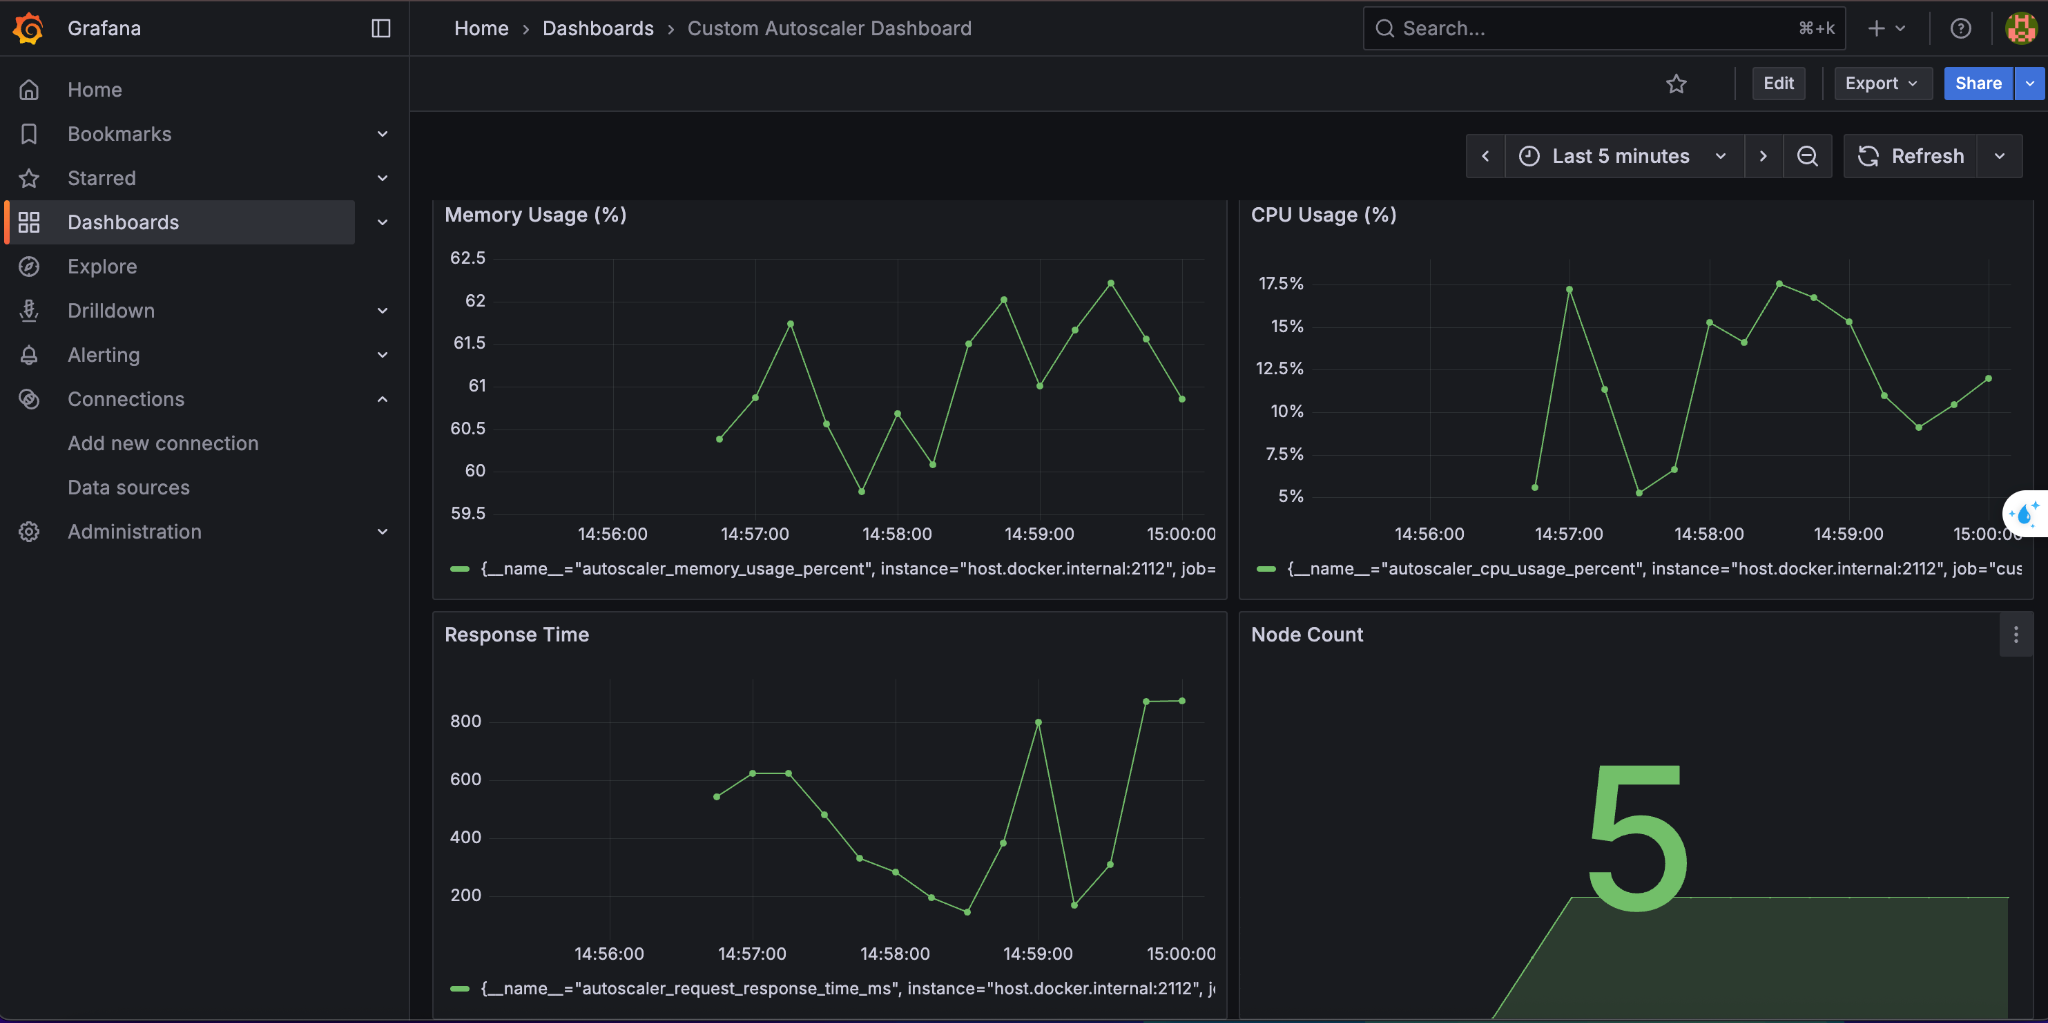 Grafana
Home › Dashboards › Custom Autoscaler Dashboard
Search...
⌘+k
Edit
Export
Share
Home
Bookmarks
Starred
Dashboards
Explore
Drilldown
Alerting
Connections
Add new connection
Data sources
Administration
Last 5 minutes
Refresh
Memory Usage (%)
62.5
62
61.5
61
60.5
60
59.5
14:56:00 14:57:00 14:58:00 14:59:00 15:00:00
{__name__="autoscaler_memory_usage_percent", instance="host.docker.internal:2112", job=
CPU Usage (%)
17.5%
15%
12.5%
10%
7.5%
5%
14:56:00 14:57:00 14:58:00 14:59:00 15:00:00
{__name__="autoscaler_cpu_usage_percent", instance="host.docker.internal:2112", job="cus
Response Time
800
600
400
200
14:56:00 14:57:00 14:58:00 14:59:00 15:00:00
{__name__="autoscaler_request_response_time_ms", instance="host.docker.internal:2112", j
Node Count
5